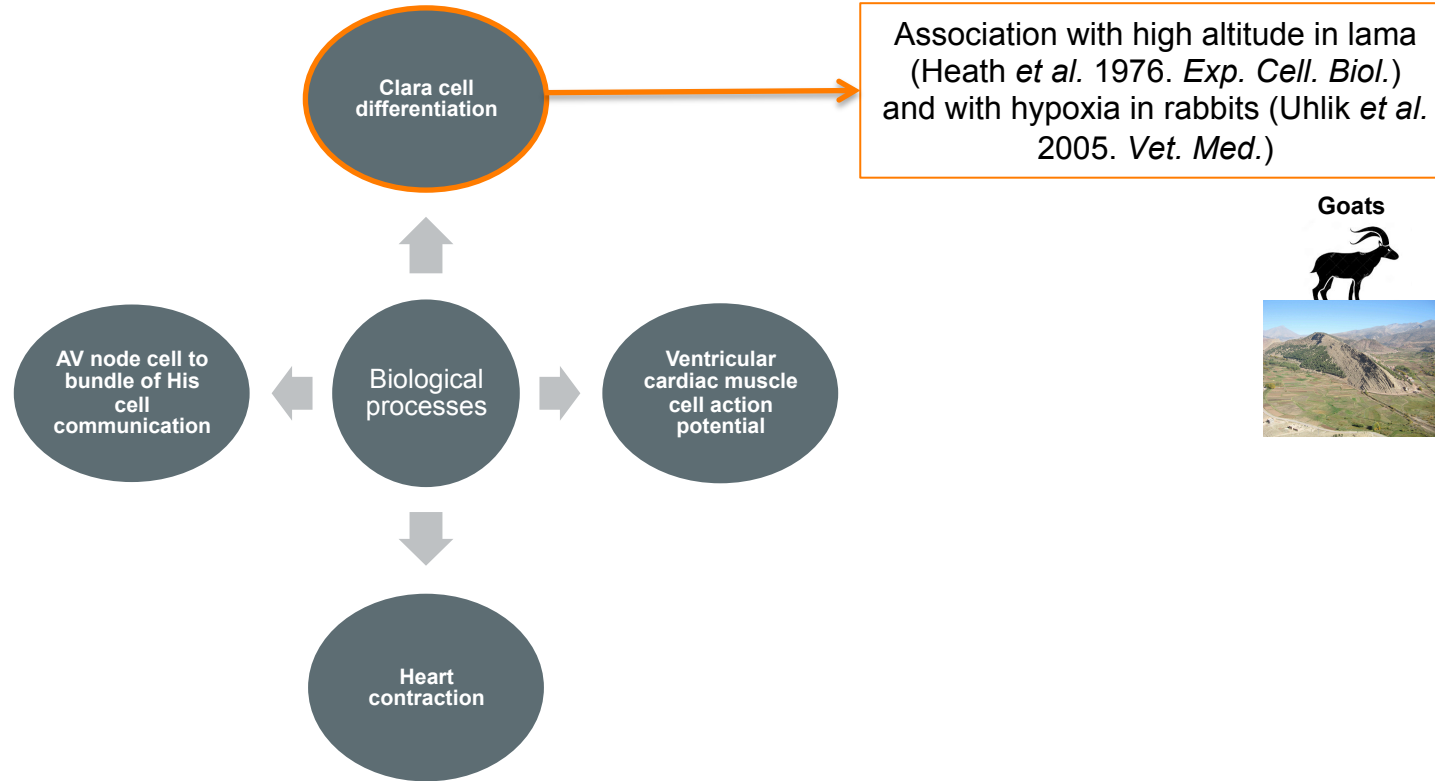 Clara cell
differentiation
Association with high altitude in lama
(Heath et al. 1976. Exp. Cell. Biol.)
and with hypoxia in rabbits (Uhlik et al.
2005. Vet. Med.)
Goats
AV node cell to
bundle of His
cell
communication
Biological
processes
Ventricular
cardiac muscle
cell action
potential
Heart
contraction